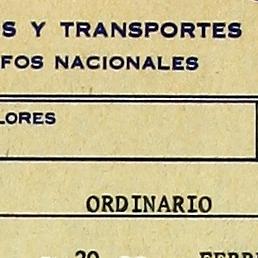 S Y TRANSPORTES
FOS NACIONALES
LORES
ORDINARIO